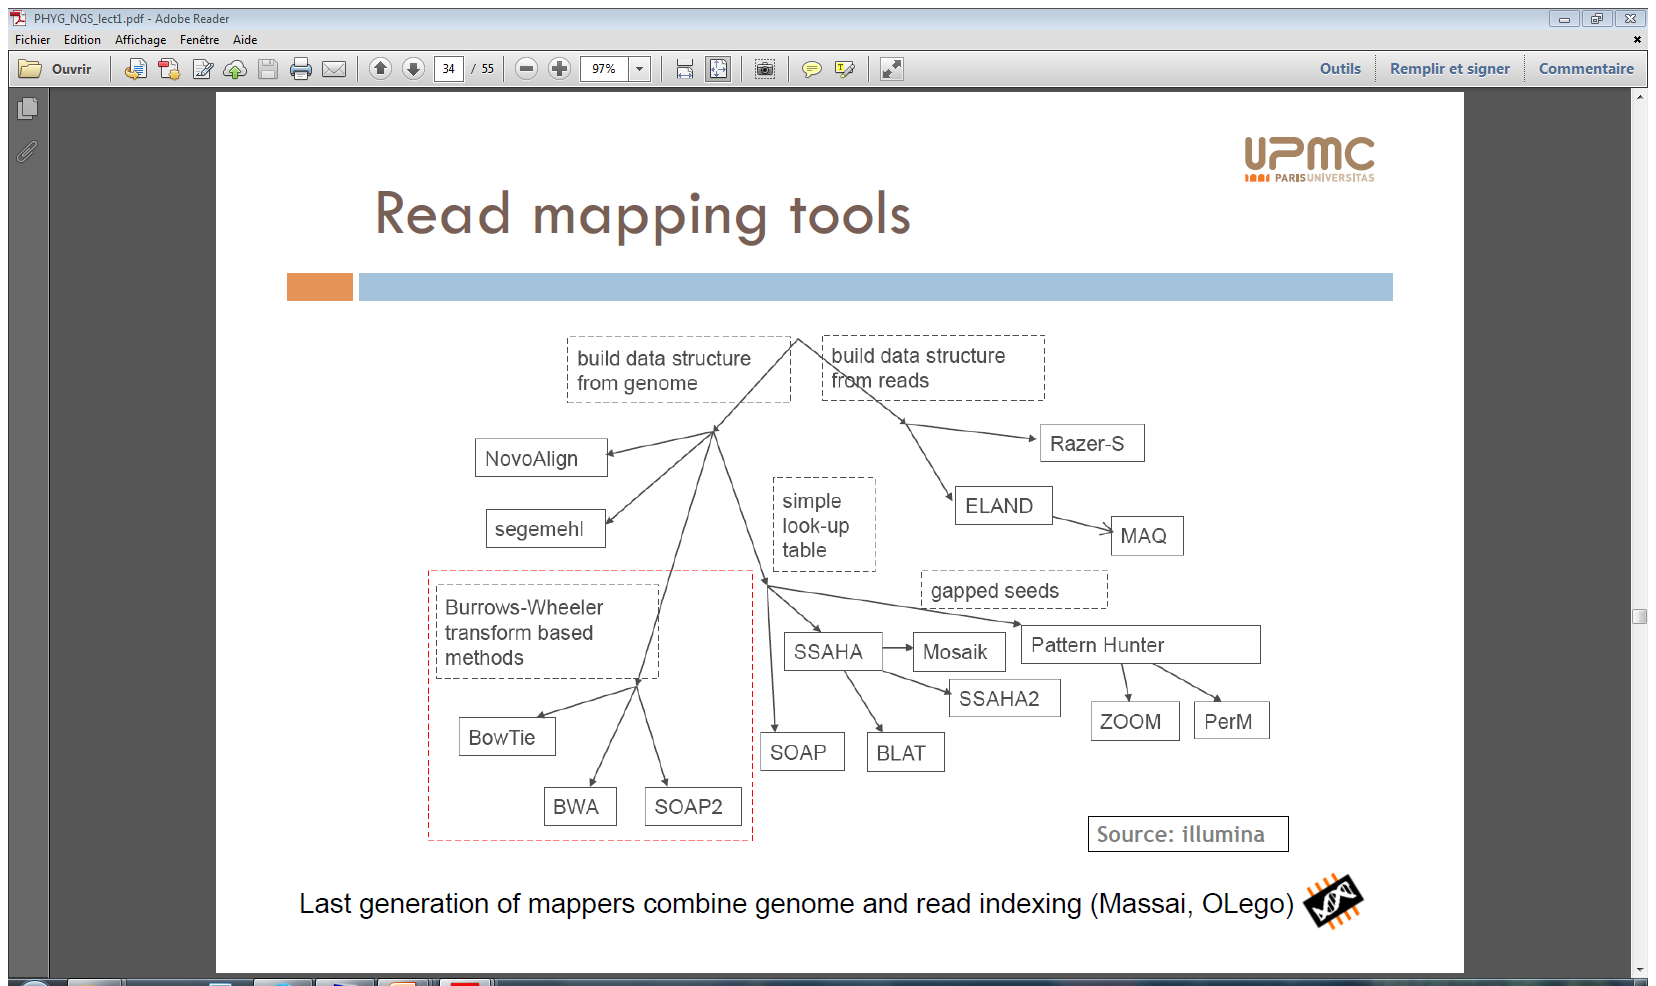 PHYG_NGS_lect1.pdf - Adobe Reader
Fichier Edition Affichage Fenêtre Aide
Ouvrir 34 / 55 97% Outils Remplir et signer Commentaire
UPMC
PARISUNIVERSITAS
Read mapping tools
build data structure
from genome
build data structure
from reads
NovoAlign
Razer-S
segemehl
simple
look-up
table
ELAND
MAQ
gapped seeds
Burrows-Wheeler
transform based
methods
SSAHA
Mosaik
Pattern Hunter
SSAHA2
BowTie
SOAP
BLAT
ZOOM
PerM
BWA
SOAP2
Source: illumina
Last generation of mappers combine genome and read indexing (Massai, OLego)